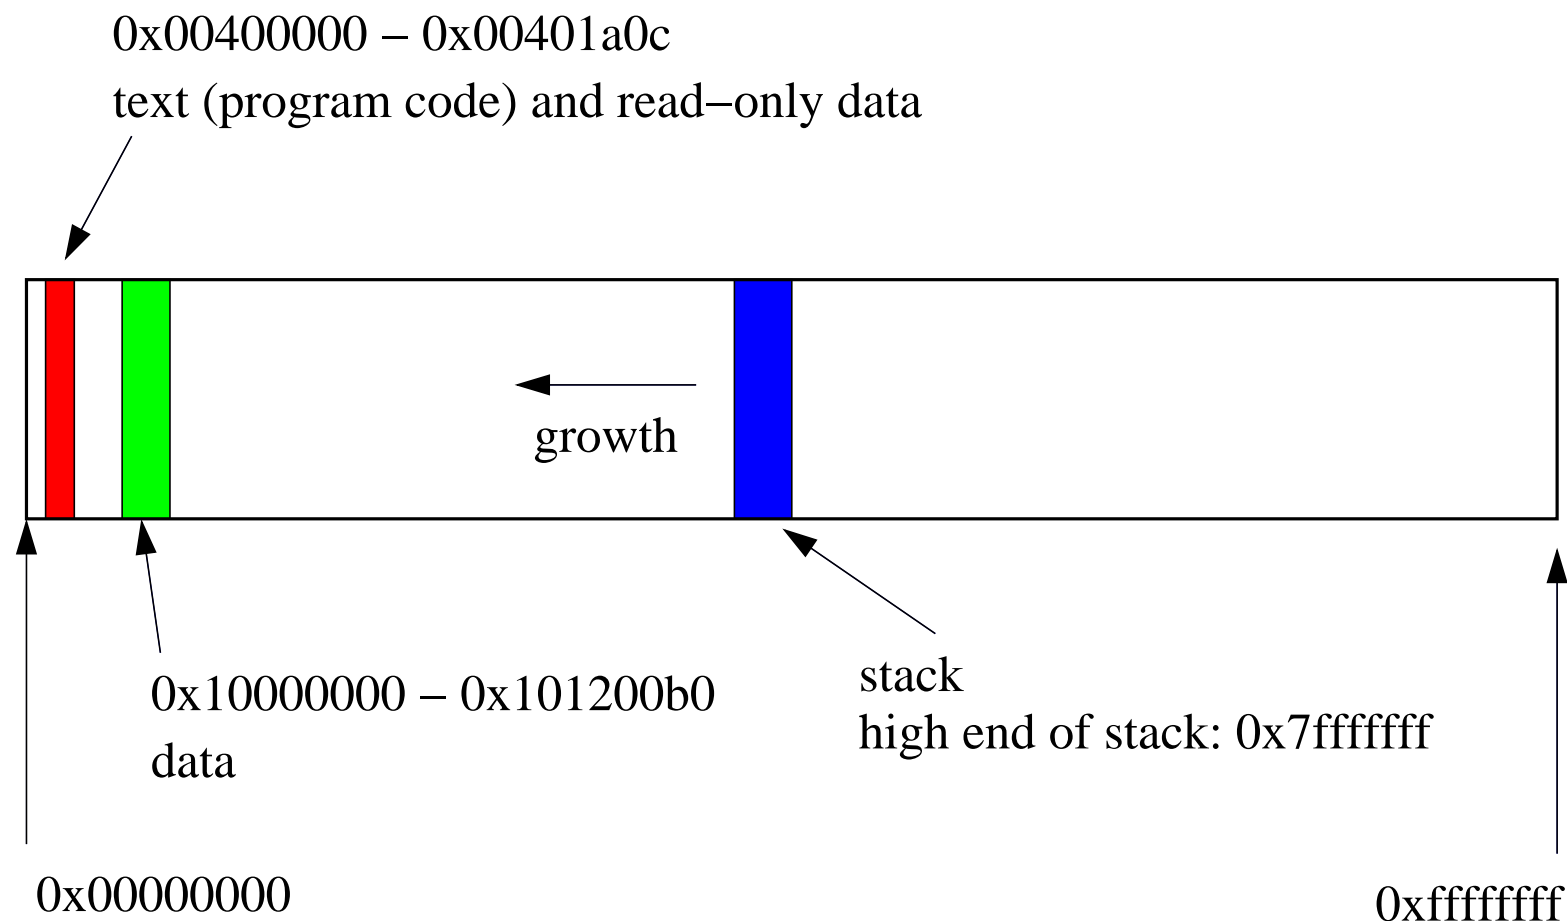 0x00400000 – 0x00401a0c
text (program code) and read−only data
growth
0x10000000 – 0x101200b0
data
stack
high end of stack: 0x7fffffff
0x00000000
0xffffffff